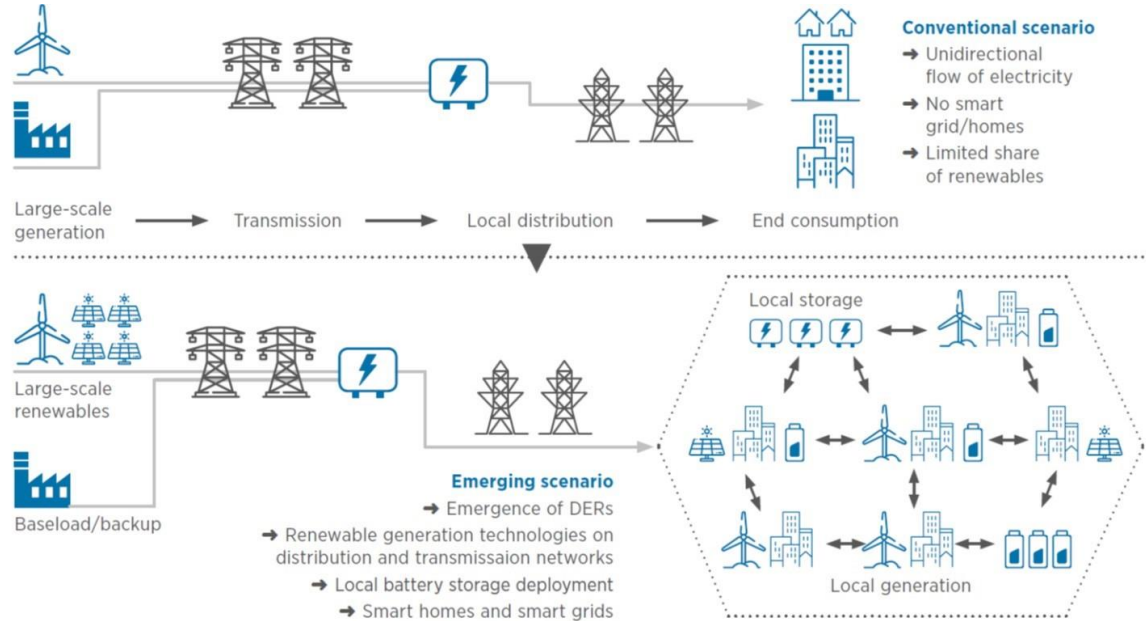 Conventional scenario
➔ Unidirectional
flow of electricity
➔ No smart
grid/homes
➔ Limited share
of renewables
Large-scale
generation
Transmission
Local distribution
End consumption
Large-scale
renewables
Baseload/backup
Emerging scenario
➔ Emergence of DERs
➔ Renewable generation technologies on
distribution and transmissaion networks
➔ Local battery storage deployment
➔ Smart homes and smart grids
Local storage
Local generation